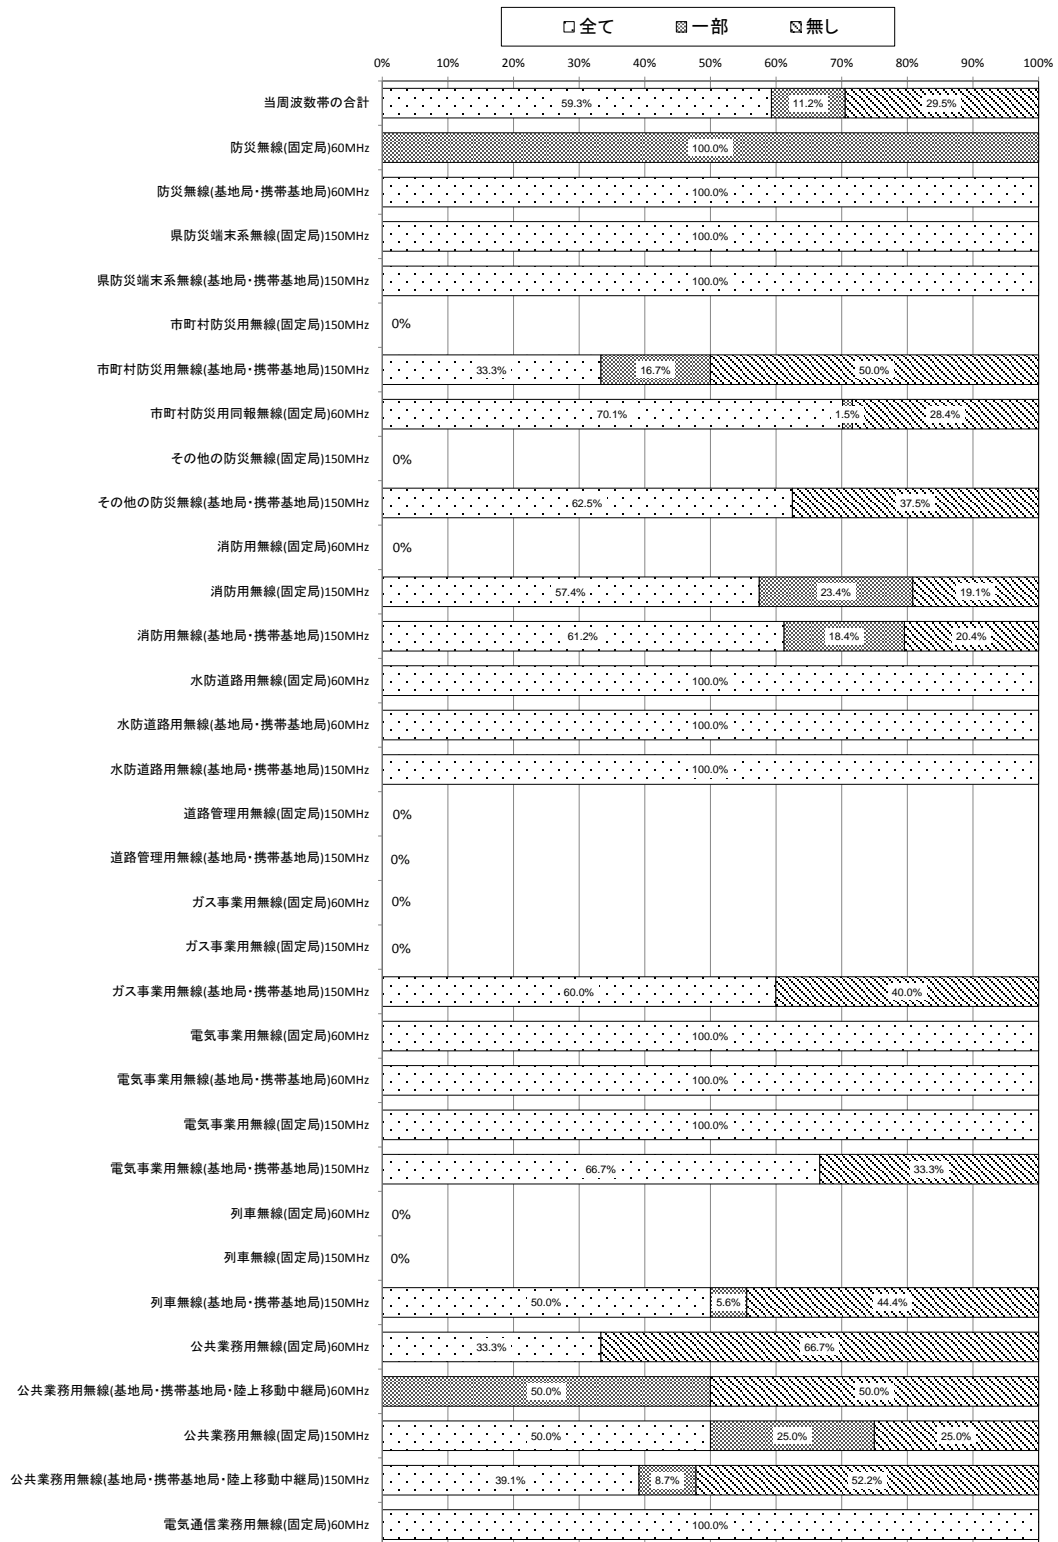 全て 一部 無し
0% 10% 20% 30% 40% 50% 60% 70% 80% 90% 100%
当周波数帯の合計 59.3% 11.2% 29.5%
防災無線(固定局)60MHz 100.0%
防災無線(基地局・携帯基地局)60MHz 100.0%
県防災端末系無線(固定局)150MHz 100.0%
県防災端末系無線(基地局・携帯基地局)150MHz 100.0%
市町村防災用無線(固定局)150MHz 0%
市町村防災用無線(基地局・携帯基地局)150MHz 33.3% 16.7% 50.0%
市町村防災用同報無線(固定局)60MHz 70.1% 1.5% 28.4%
その他の防災無線(固定局)150MHz 0%
その他の防災無線(基地局・携帯基地局)150MHz 62.5% 37.5%
消防用無線(固定局)60MHz 0%
消防用無線(固定局)150MHz 57.4% 23.4% 19.1%
消防用無線(基地局・携帯基地局)150MHz 61.2% 18.4% 20.4%
水防道路用無線(固定局)60MHz 100.0%
水防道路用無線(基地局・携帯基地局)60MHz 100.0%
水防道路用無線(基地局・携帯基地局)150MHz 100.0%
道路管理用無線(固定局)150MHz 0%
道路管理用無線(基地局・携帯基地局)150MHz 0%
ガス事業用無線(固定局)60MHz 0%
ガス事業用無線(固定局)150MHz 0%
ガス事業用無線(基地局・携帯基地局)150MHz 60.0% 40.0%
電気事業用無線(固定局)60MHz 100.0%
電気事業用無線(基地局・携帯基地局)60MHz 100.0%
電気事業用無線(固定局)150MHz 100.0%
電気事業用無線(基地局・携帯基地局)150MHz 66.7% 33.3%
列車無線(固定局)60MHz 0%
列車無線(固定局)150MHz 0%
列車無線(基地局・携帯基地局)150MHz 50.0% 5.6% 44.4%
公共業務用無線(固定局)60MHz 33.3% 66.7%
公共業務用無線(基地局・携帯基地局・陸上移動中継局)60MHz 50.0% 50.0%
公共業務用無線(固定局)150MHz 50.0% 25.0% 25.0%
公共業務用無線(基地局・携帯基地局・陸上移動中継局)150MHz 39.1% 8.7% 52.2%
電気通信業務用無線(固定局)60MHz 100.0%